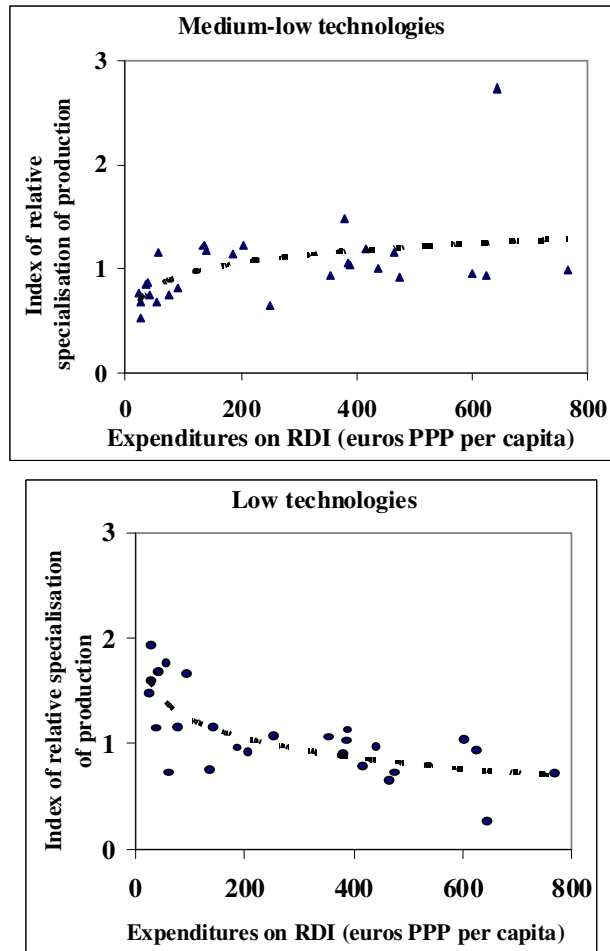 Medium-low technologies
3
2
1
0
Index of relative
specialisation of production
0 200 400 600 800
Expenditures on RDI (euros PPP per capita)
Low technologies
3
2
1
0
Index of relative specialisation
of production
0 200 400 600 800
Expenditures on RDI (euros PPP per capita)